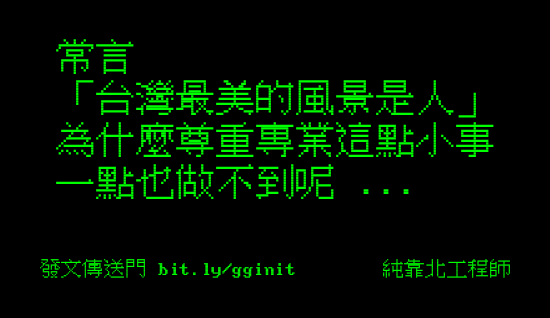 常言
「台灣最美的風景是人」
為什麼尊重專業這點小事
一點也做不到呢 ...
發文傳送門 bit.ly/gginit
純靠北工程師